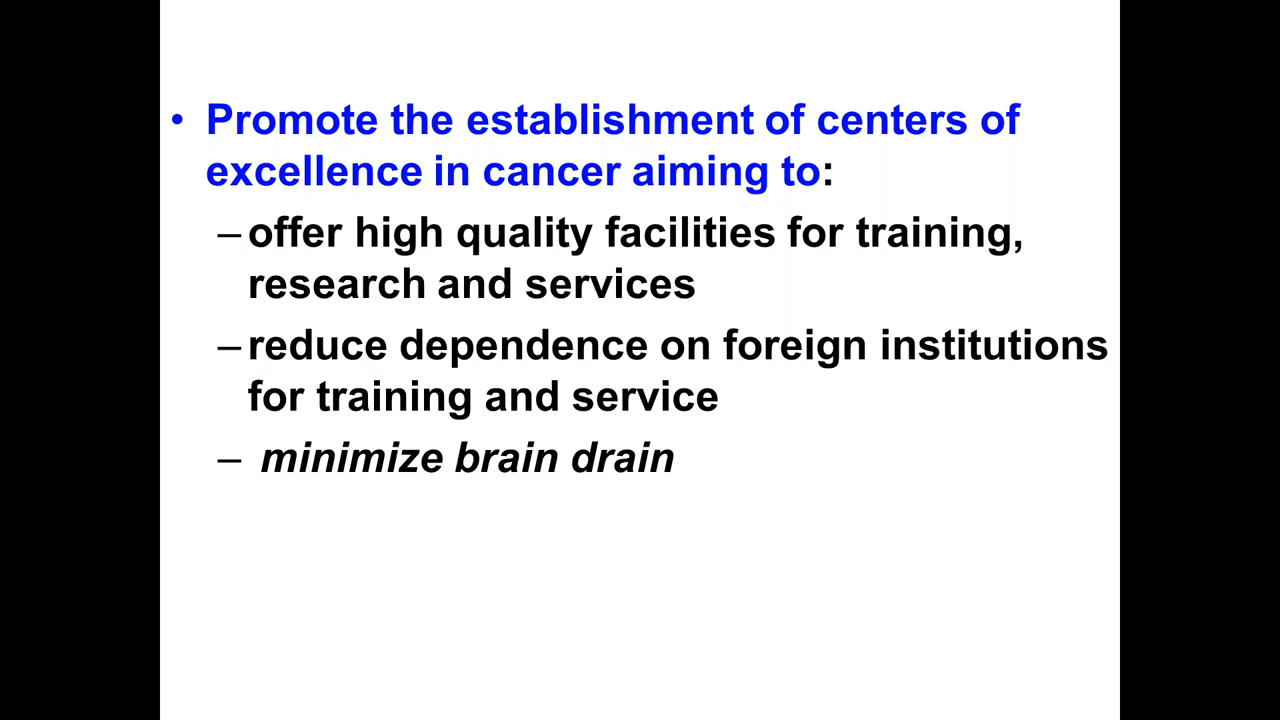 • Promote the establishment of centers of
excellence in cancer aiming to:
– offer high quality facilities for training,
research and services
– reduce dependence on foreign institutions
for training and service
– minimize brain drain